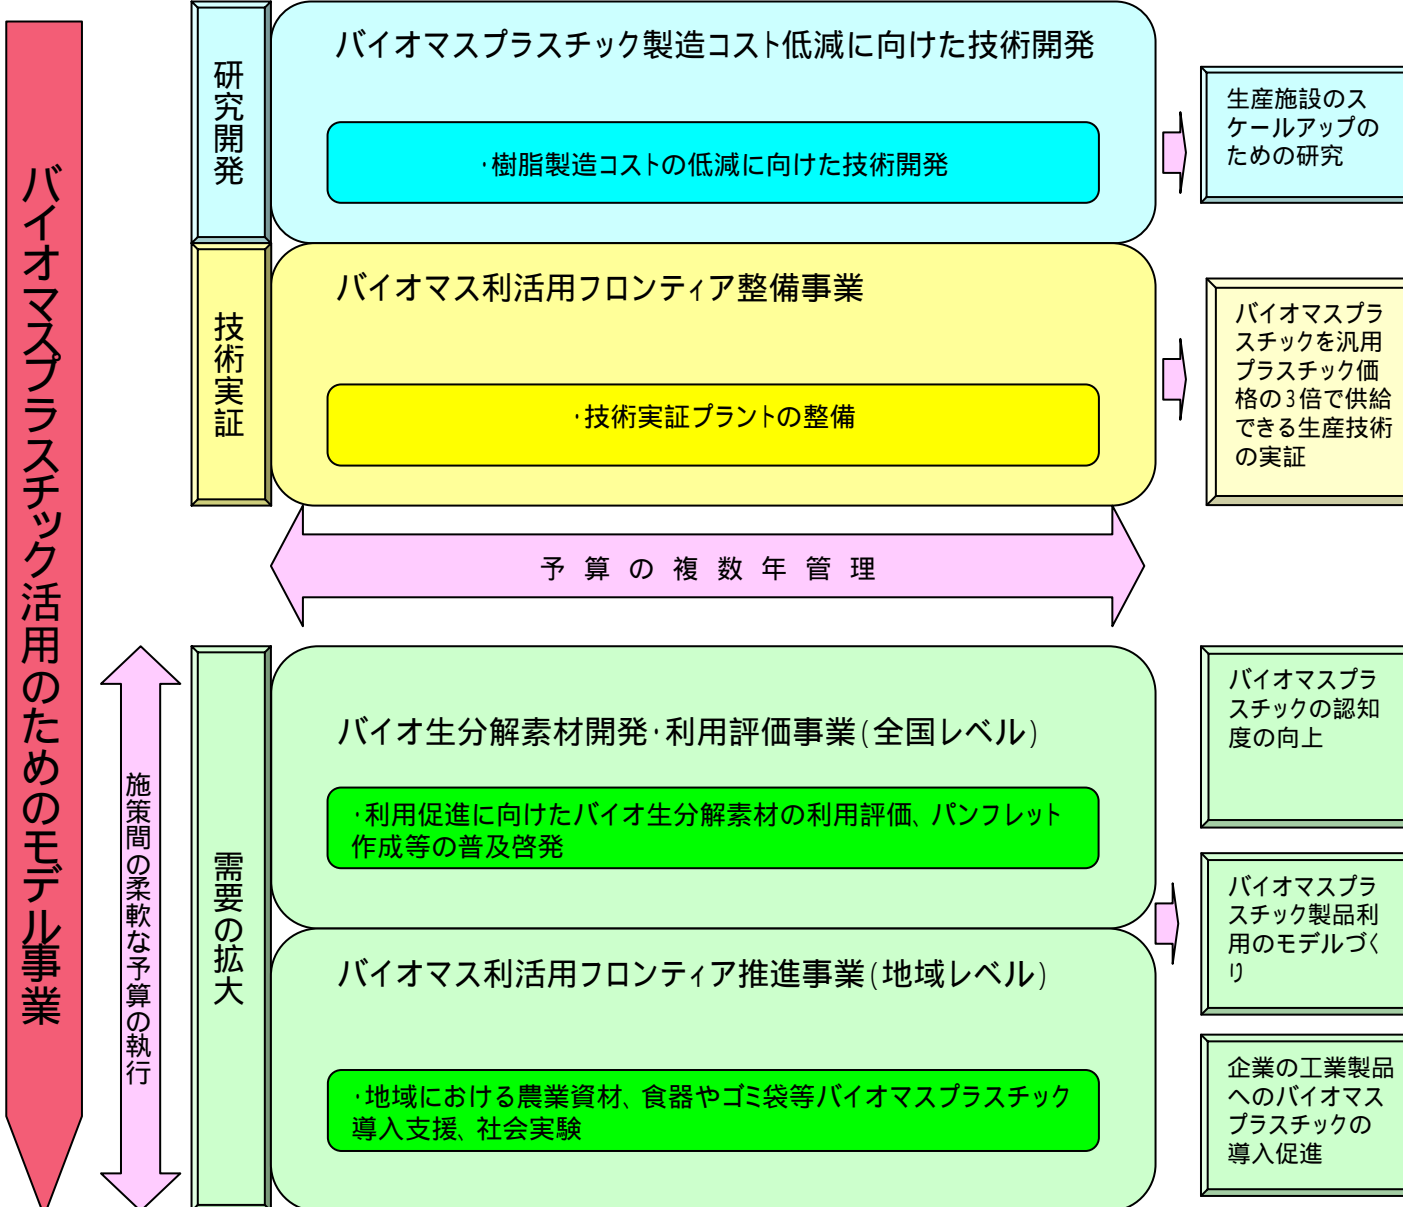 バイオマスプラスチック活用のためのモデル事業
研究開発
バイオマスプラスチック製造コスト低減に向けた技術開発
・樹脂製造コストの低減に向けた技術開発
生産施設のス
ケールアップの
ための研究
技術実証
バイオマス利活用フロンティア整備事業
・技術実証プラントの整備
バイオマスプラ
スチックを汎用
プラスチック価
格の3倍で供給
できる生産技術
の実証
予算の複数年管理
施策間の柔軟な予算の執行
需要の拡大
バイオ生分解素材開発・利用評価事業(全国レベル)
・利用促進に向けたバイオ生分解素材の利用評価、パンフレット
作成等の普及啓発
バイオマスプラ
スチックの認知
度の向上
バイオマスプラ
スチック製品利
用のモデルづく
り
バイオマス利活用フロンティア推進事業(地域レベル)
・地域における農業資材、食器やゴミ袋等バイオマスプラスチック
導入支援、社会実験
企業の工業製品
へのバイオマス
プラスチックの
導入促進